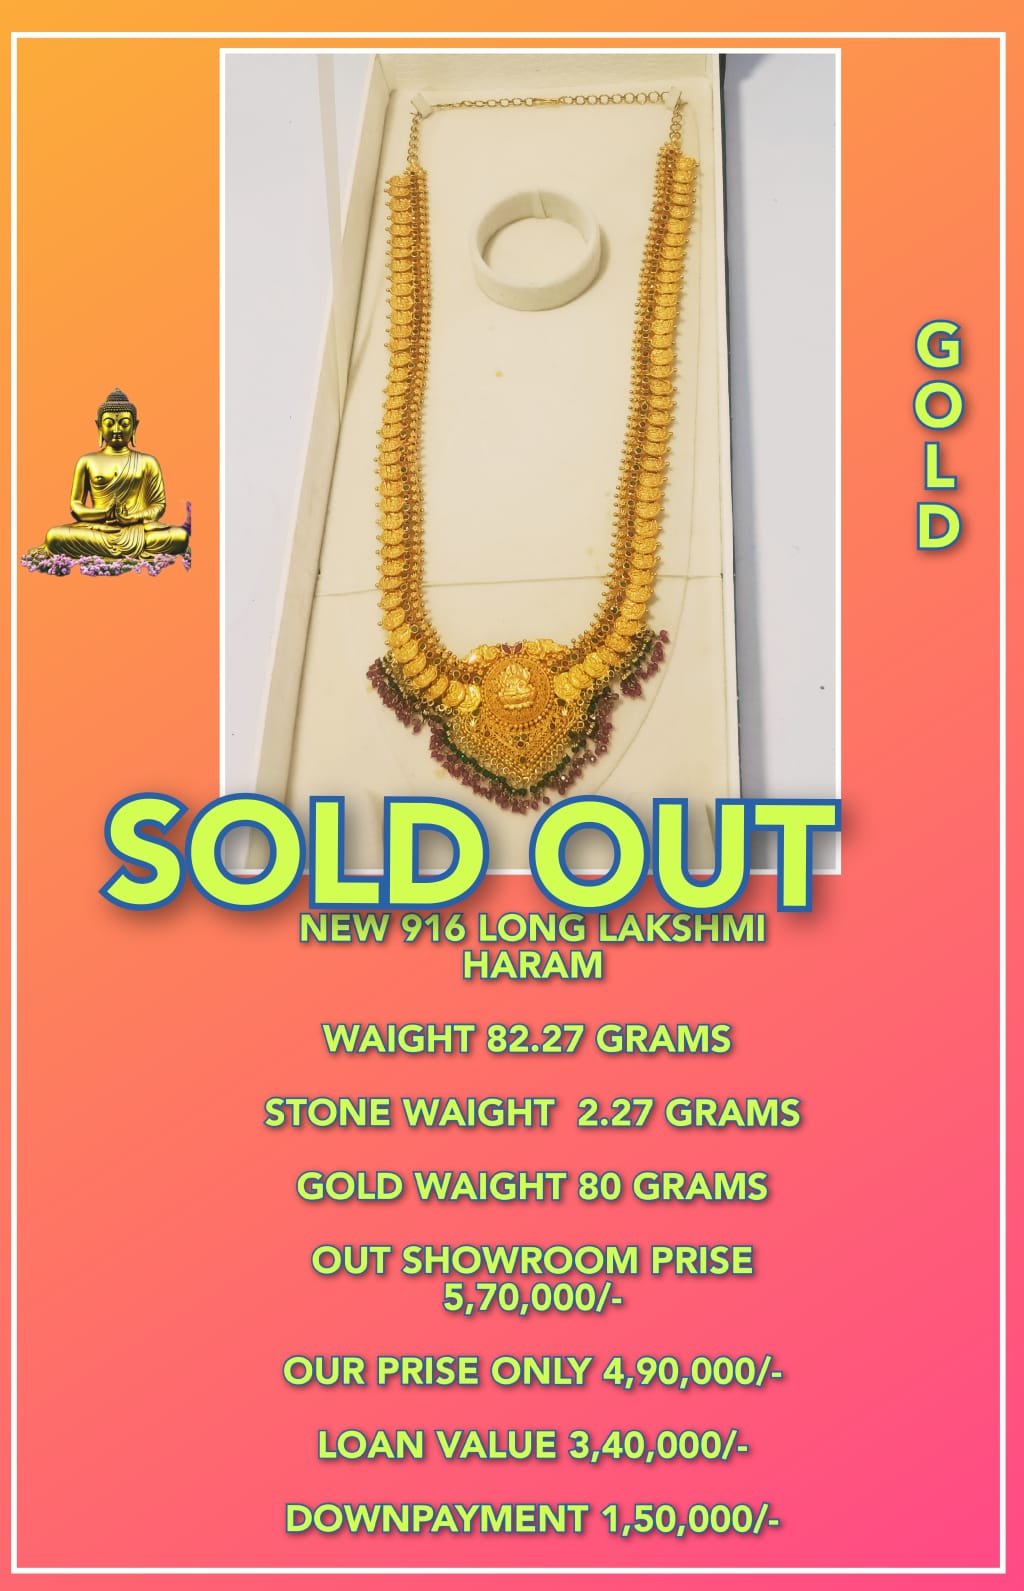 G
O
L
D
SOLD OUT
NEW 916 LONG LAKSHMI
HARAM
WAIGHT 82.27 GRAMS
STONE WAIGHT  2.27 GRAMS
GOLD WAIGHT 80 GRAMS
OUT SHOWROOM PRISE
5,70,000/-
OUR PRISE ONLY 4,90,000/-
LOAN VALUE 3,40,000/-
DOWNPAYMENT 1,50,000/-